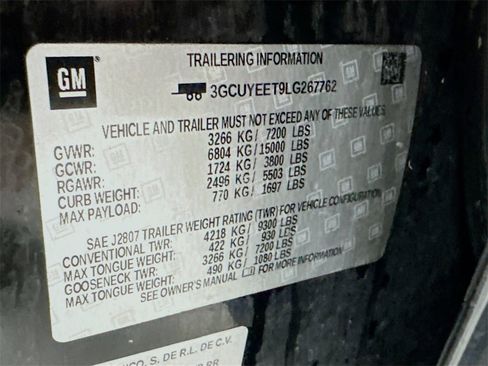 GM
TRAILERING INFORMATION
3GCUYEET9LG267762
VEHICLE AND TRAILER MUST NOT EXCEED ANY OF THESE VALUES
GVWR: 3266 KG/ 7200 LBS
GCWR: 6804 KG/ 15000 LBS
RGAWR: 1724 KG/ 3800 LBS
CURB WEIGHT: 2496 KG/ 5503 LBS
MAX PAYLOAD: 770 KG/ 1697 LBS
SAE J2807 TRAILER WEIGHT RATING (TWR) FOR VEHICLE CONFIGURATION
CONVENTIONAL TWR: 4218 KG/ 9300 LBS
MAX TONGUE WEIGHT: 422 KG/ 930 LBS
GOOSENECK TWR: 3266 KG/ 7200 LBS
MAX TONGUE WEIGHT: 490 KG/ 1080 LBS
SEE OWNER'S MANUAL FOR MORE INFORMATION
S. DE R.L. DE C.V.